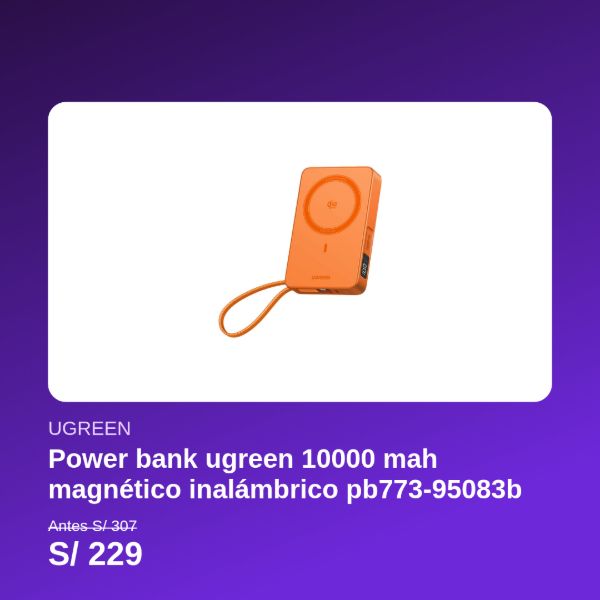 UGREEN
Power bank ugreen 10000 mah
magnético inalámbrico pb773-95083b
Antes S/ 307
S/ 229